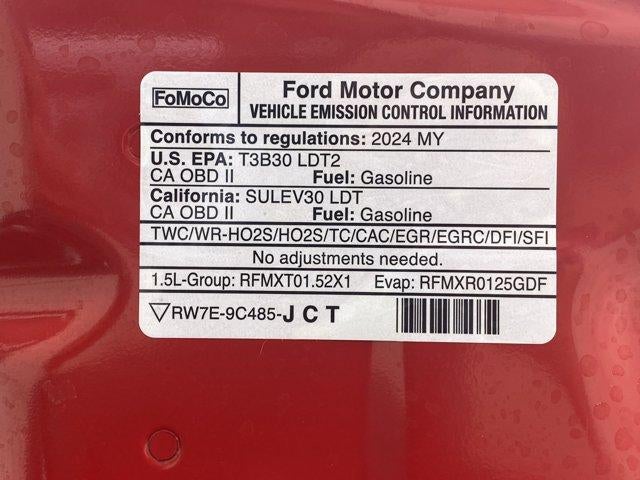 FoMoCo
Ford Motor Company
VEHICLE EMISSION CONTROL INFORMATION
Conforms to regulations: 2024 MY
U.S. EPA: T3B30 LDT2
CA OBD II Fuel: Gasoline
California: SULEV30 LDT
CA OBD II Fuel: Gasoline
TWC/WR-HO2S/HO2S/TC/CAC/EGR/EGRC/DFI/SFI
No adjustments needed.
1.5L-Group: RFMXT01.52X1 Evap: RFMXR0125GDF
RW7E-9C485-J C T